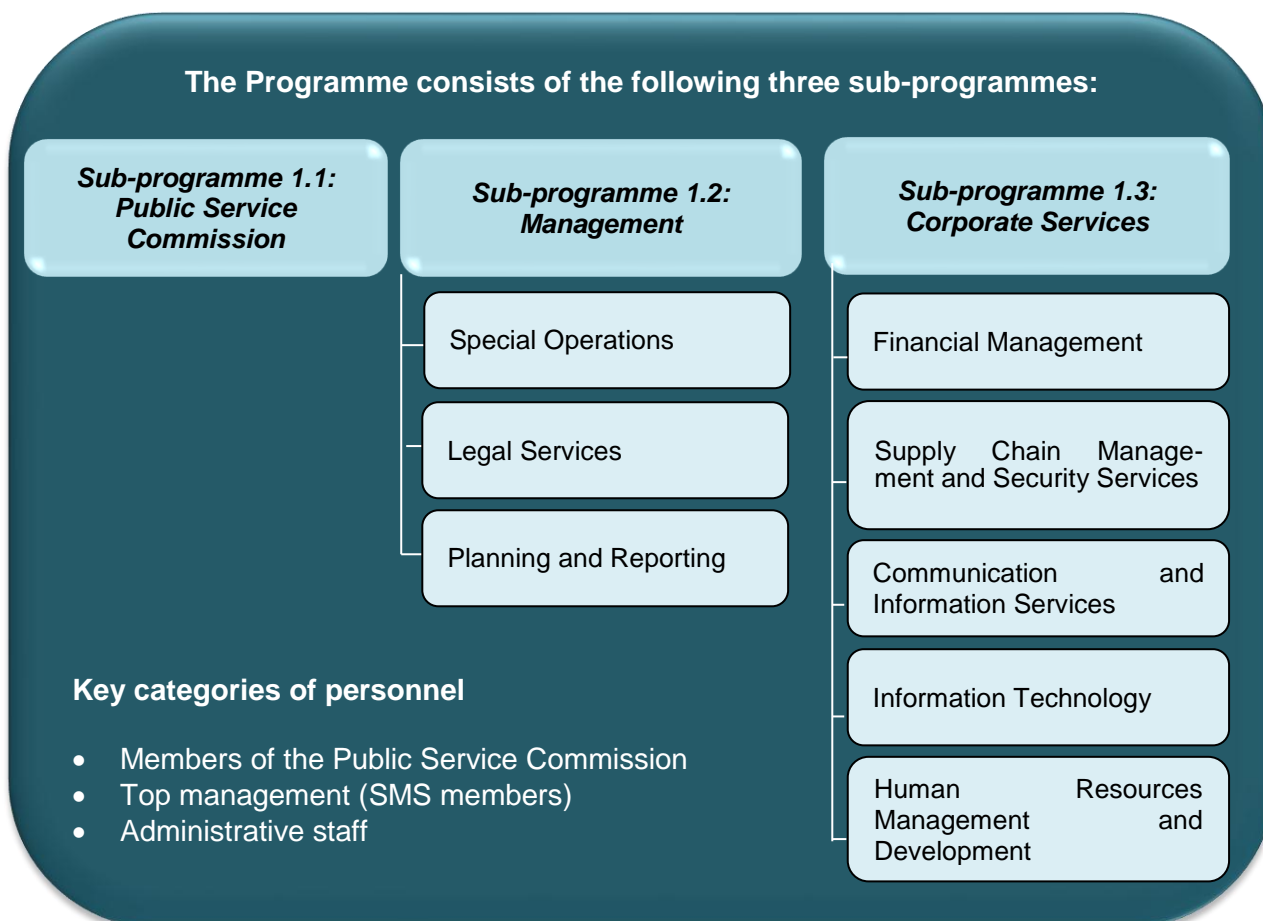 The Programme consists of the following three sub-programmes:
Sub-programme 1.1:
Public Service
Commission
Sub-programme 1.2:
Management
Special Operations
Legal Services
Planning and Reporting
Sub-programme 1.3:
Corporate Services
Financial Management
Supply Chain Manage-
ment and Security Services
Communication and
Information Services
Information Technology
Human Resources
Management and
Development
Key categories of personnel
• Members of the Public Service Commission
• Top management (SMS members)
• Administrative staff